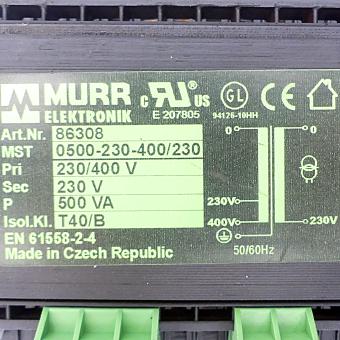 MURR
ELEKTRONIK
c RU US
E 207805
GL
94126-10HH
CE
Art.Nr. 86308
MST 0500-230-400/230
Pri 230/400 V
Sec 230 V
P 500 VA
Isol.Kl. T40/B
EN 61558-2-4
Made in Czech Republic
0 0
230V
400V 230V
50/60Hz